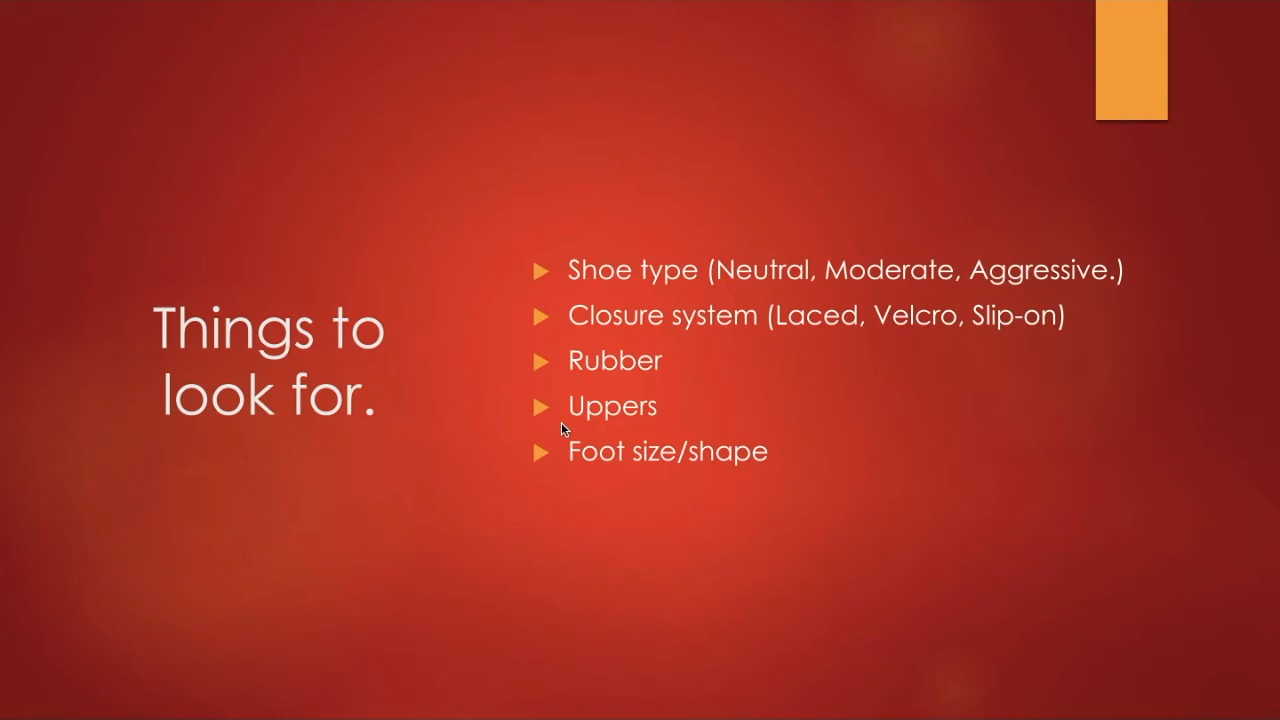 Things to
look for.
Shoe type (Neutral, Moderate, Aggressive.)
Closure system (Laced, Velcro, Slip-on)
Rubber
Uppers
Foot size/shape